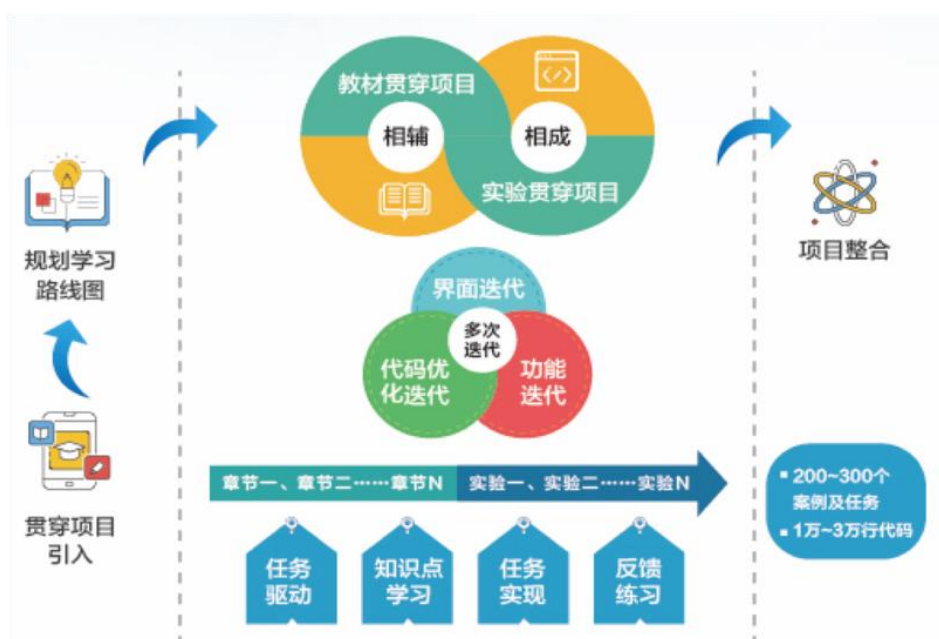 教材贯穿项目
相辅
相成
实验贯穿项目
规划学习
路线图
贯穿项目
引入
界面迭代
多次
迭代
代码优
化迭代
功能
迭代
章节一、章节二……章节N
实验一、实验二……实验N
任务
驱动
知识点
学习
任务
实现
反馈
练习
项目整合
200~300个
案例及任务
1万~3万行代码